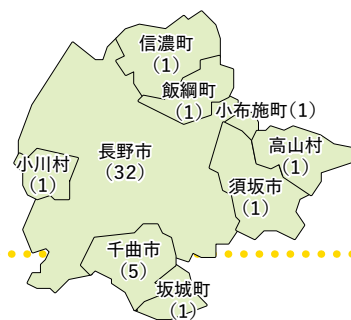 信濃町
(1)
飯綱町
(1)
小布施町(1)
高山村
(1)
長野市
(32)
小川村
(1)
須坂市
(1)
千曲市
(5)
坂城町
(1)